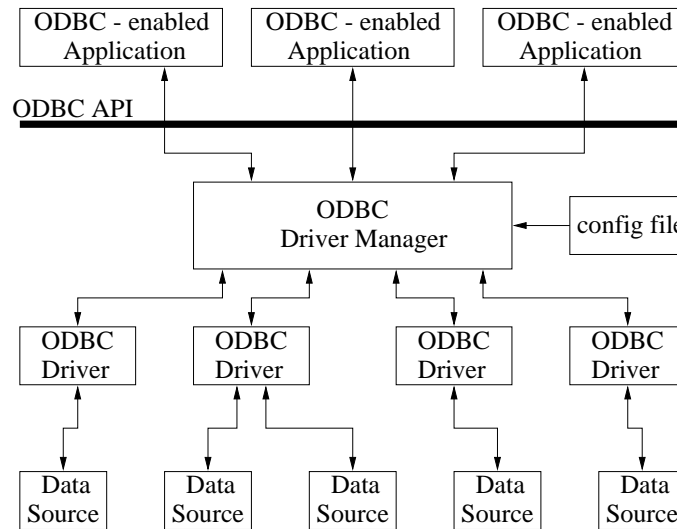 ODBC - enabled
Application
ODBC - enabled
Application
ODBC - enabled
Application
ODBC API
ODBC
Driver Manager
config file
ODBC
Driver
ODBC
Driver
ODBC
Driver
ODBC
Driver
Data
Source
Data
Source
Data
Source
Data
Source
Data
Source